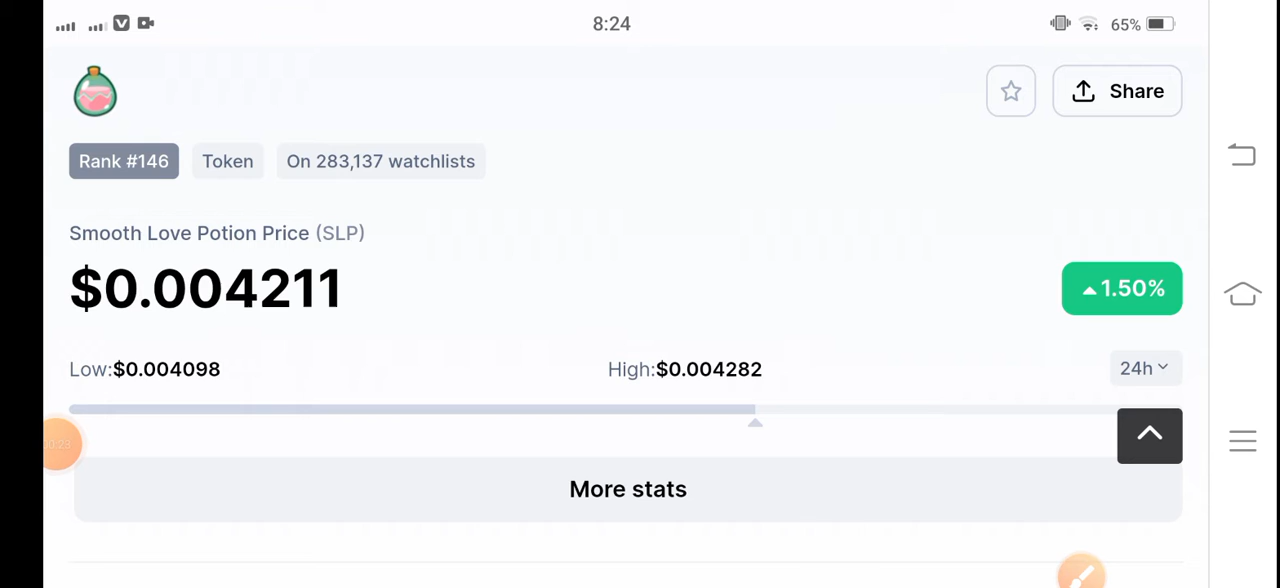 8:24
65%
Share
Rank #146 Token On 283,137 watchlists
Smooth Love Potion Price (SLP)
$0.004211
1.50%
Low:$0.004098 High:$0.004282 24h
More stats